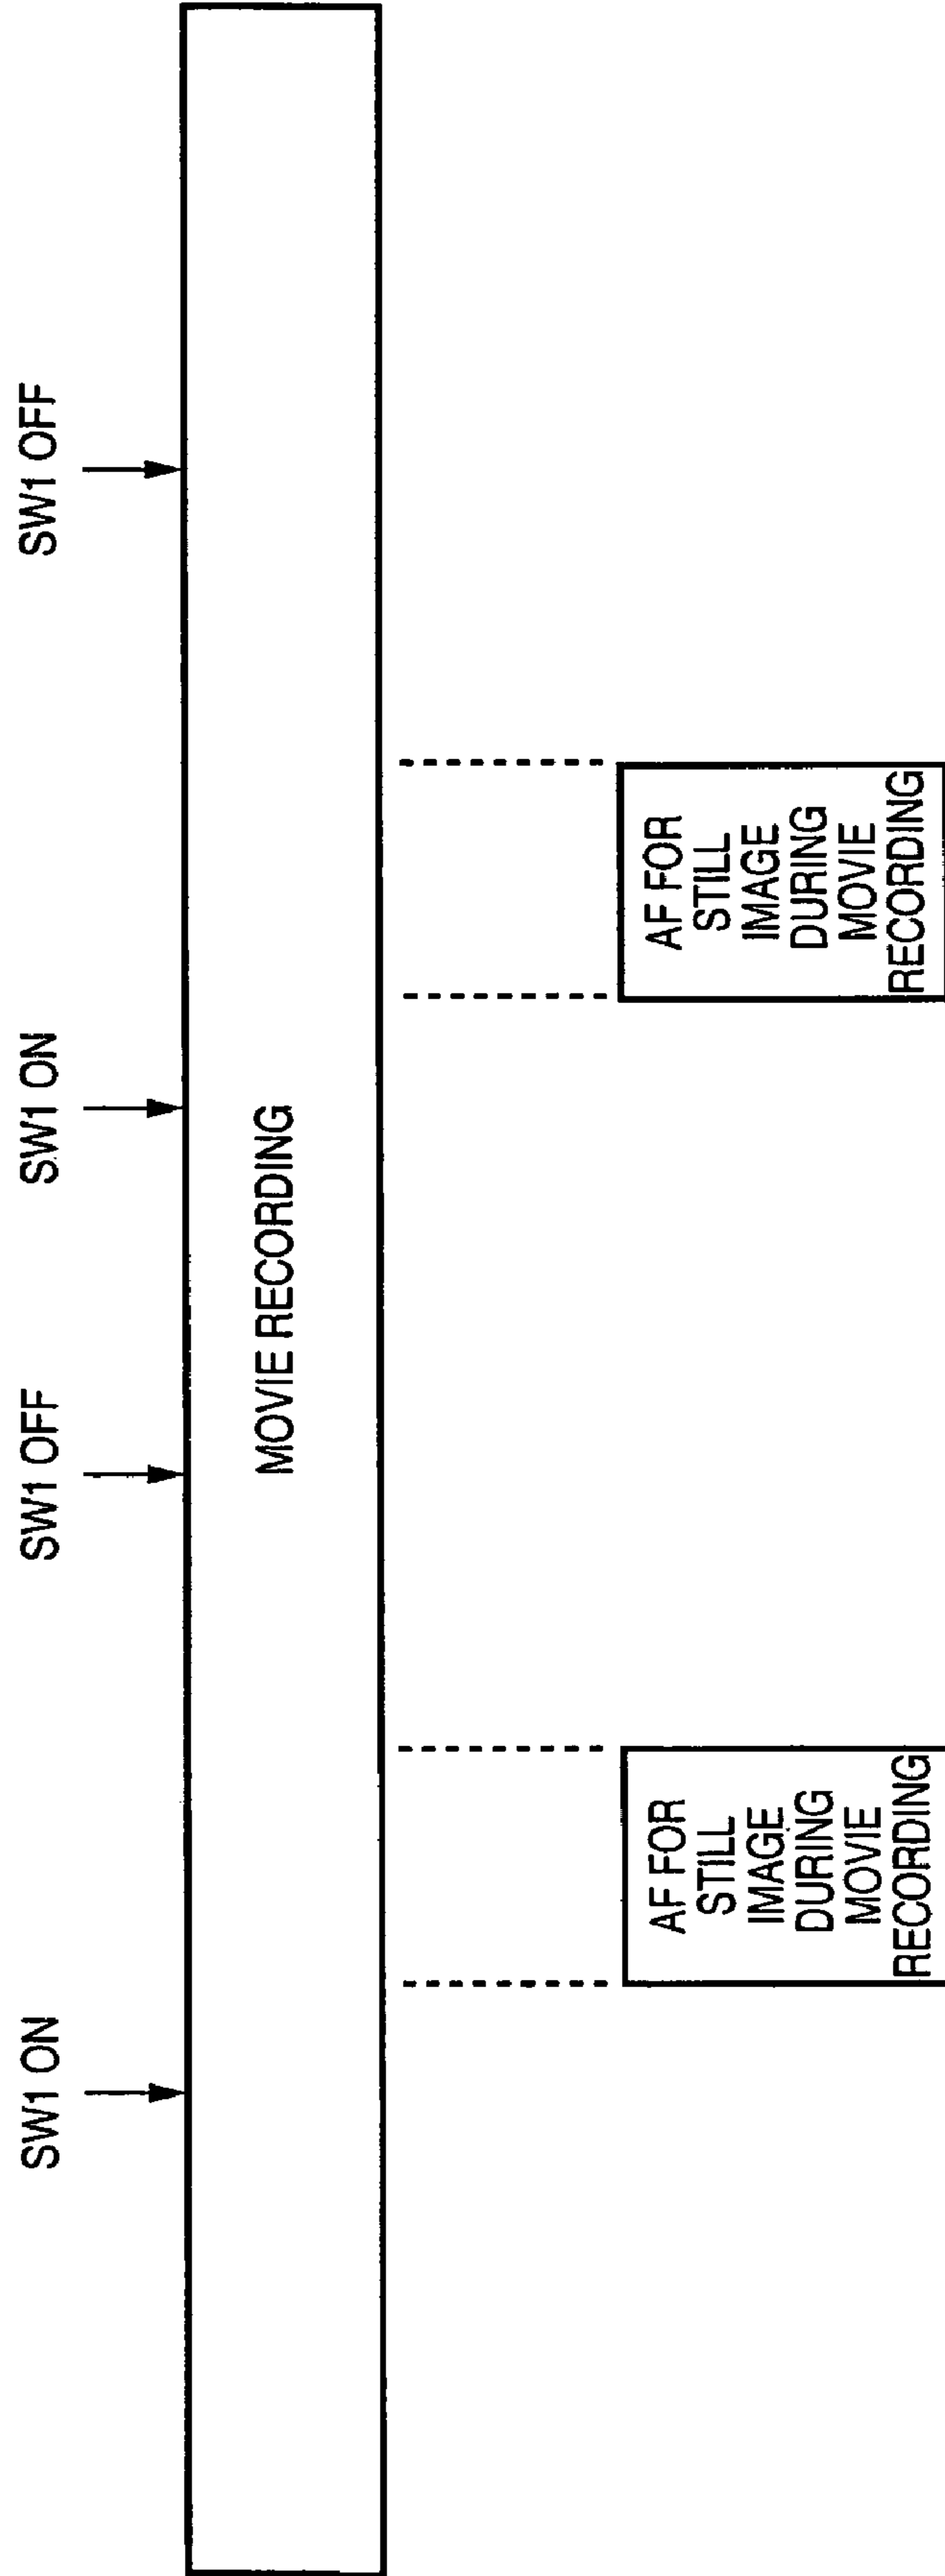 SW1 ON
SW1 OFF
SW1 ON
SW1 OFF
MOVIE RECORDING
AF FOR
STILL
IMAGE
DURING
MOVIE
RECORDING
AF FOR
STILL
IMAGE
DURING
MOVIE
RECORDING